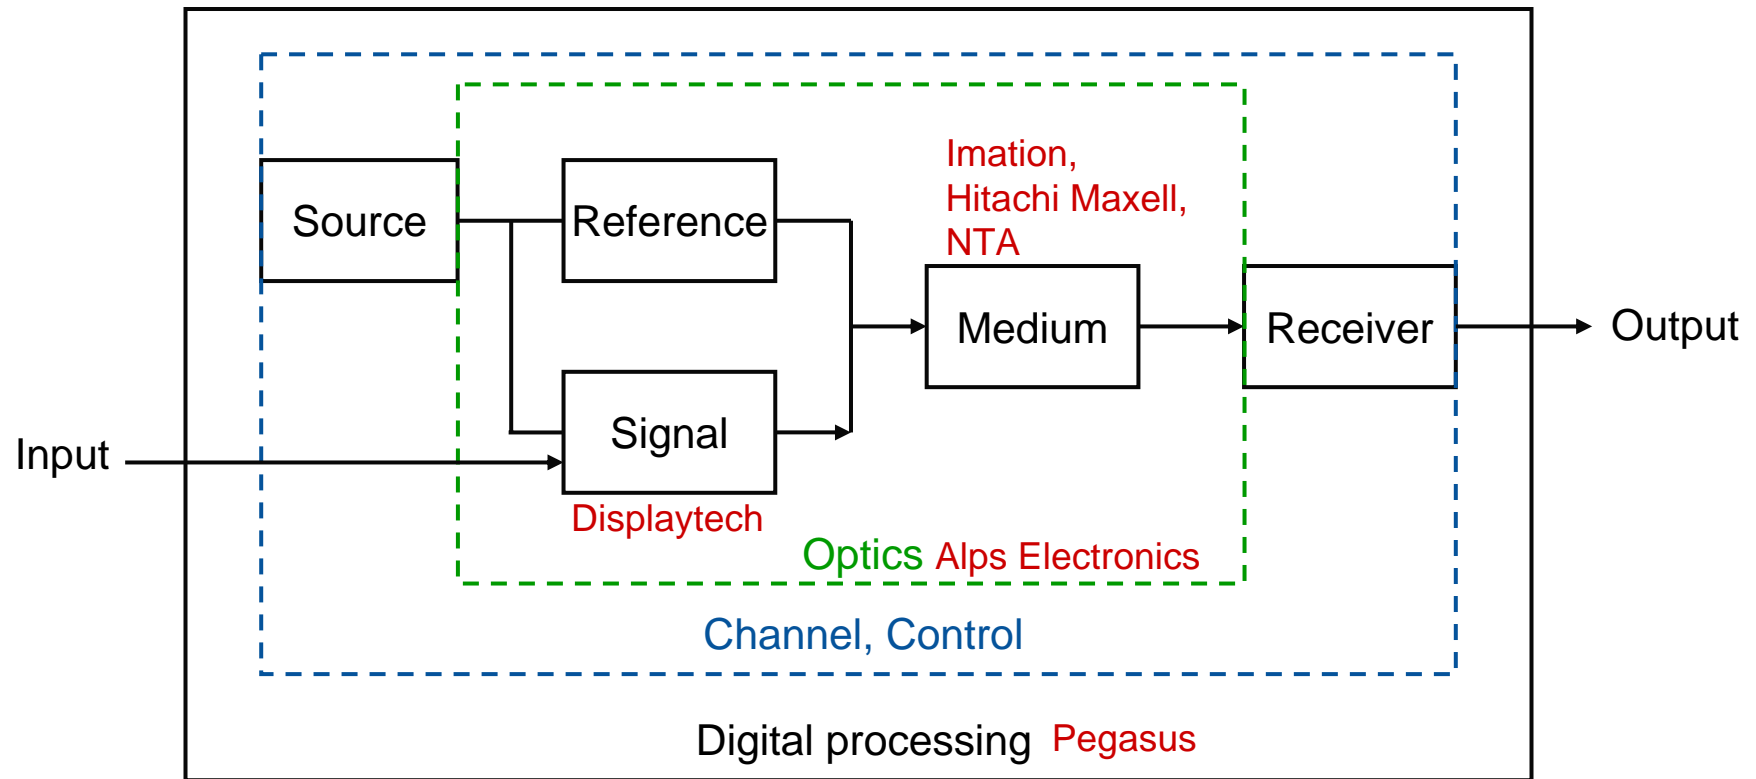 Imation,
Hitachi Maxell,
NTA
Source
Reference
Medium
Receiver
Output
Signal
Input
Displaytech
Optics Alps Electronics
Channel, Control
Digital processing Pegasus